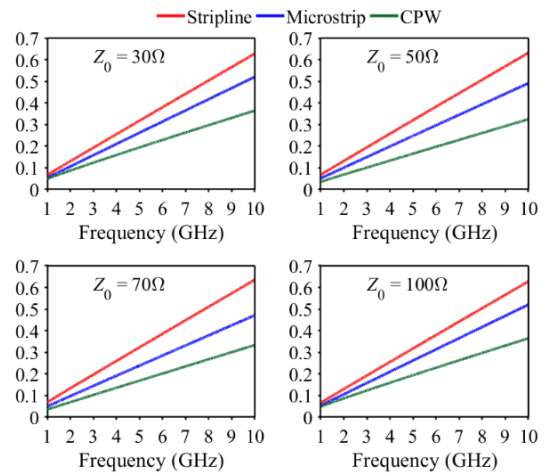 Stripline Microstrip CPW
0.7 0.6 0.5 0.4 0.3 0.2 0.1 0
Z0 = 30Ω
1 2 3 4 5 6 7 8 9 10
Frequency (GHz)
0.7 0.6 0.5 0.4 0.3 0.2 0.1 0
Z0 = 50Ω
1 2 3 4 5 6 7 8 9 10
Frequency (GHz)
0.7 0.6 0.5 0.4 0.3 0.2 0.1 0
Z0 = 70Ω
1 2 3 4 5 6 7 8 9 10
Frequency (GHz)
0.7 0.6 0.5 0.4 0.3 0.2 0.1 0
Z0 = 100Ω
1 2 3 4 5 6 7 8 9 10
Frequency (GHz)